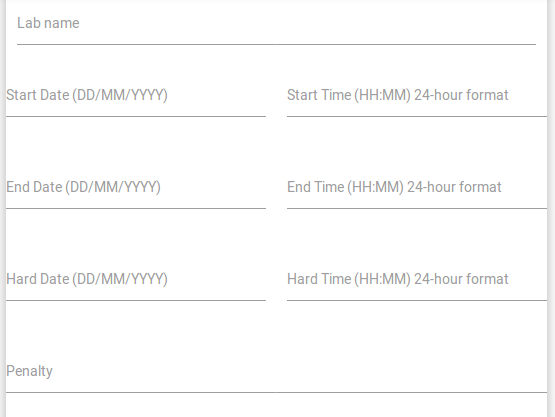 Lab name
Start Date (DD/MM/YYYY)
Start Time (HH:MM) 24-hour format
End Date (DD/MM/YYYY)
End Time (HH:MM) 24-hour format
Hard Date (DD/MM/YYYY)
Hard Time (HH:MM) 24-hour format
Penalty